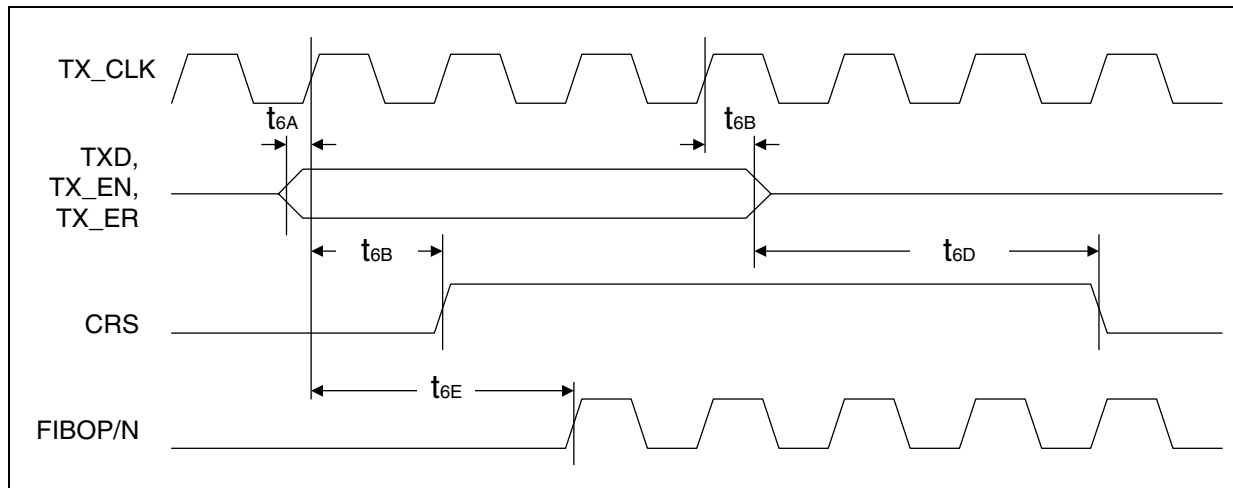 TX_CLK
t6A
t6B
TXD,
TX_EN,
TX_ER
t6B
t6D
CRS
t6E
FIBOP/N